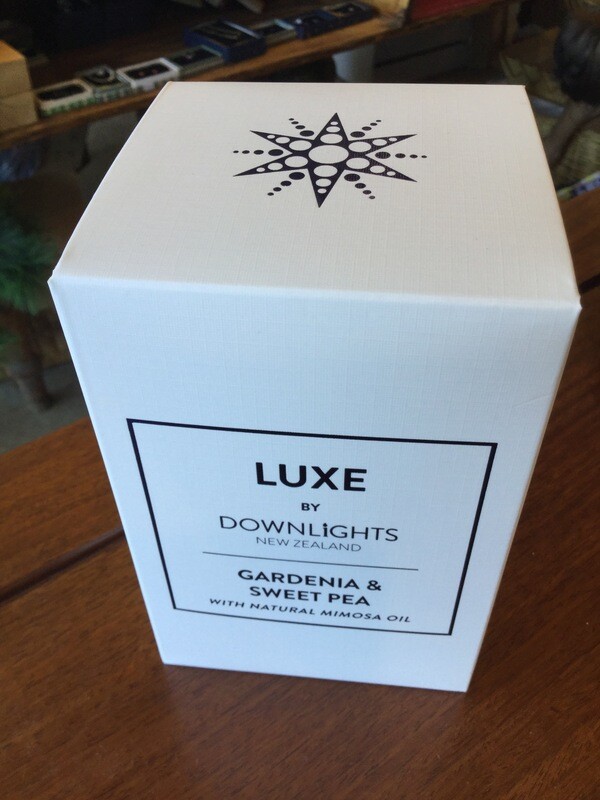 LUXE
BY
DOWNLiGHTS
NEW ZEALAND
GARDENIA &
SWEET PEA
WITH NATURAL MIMOSA OIL